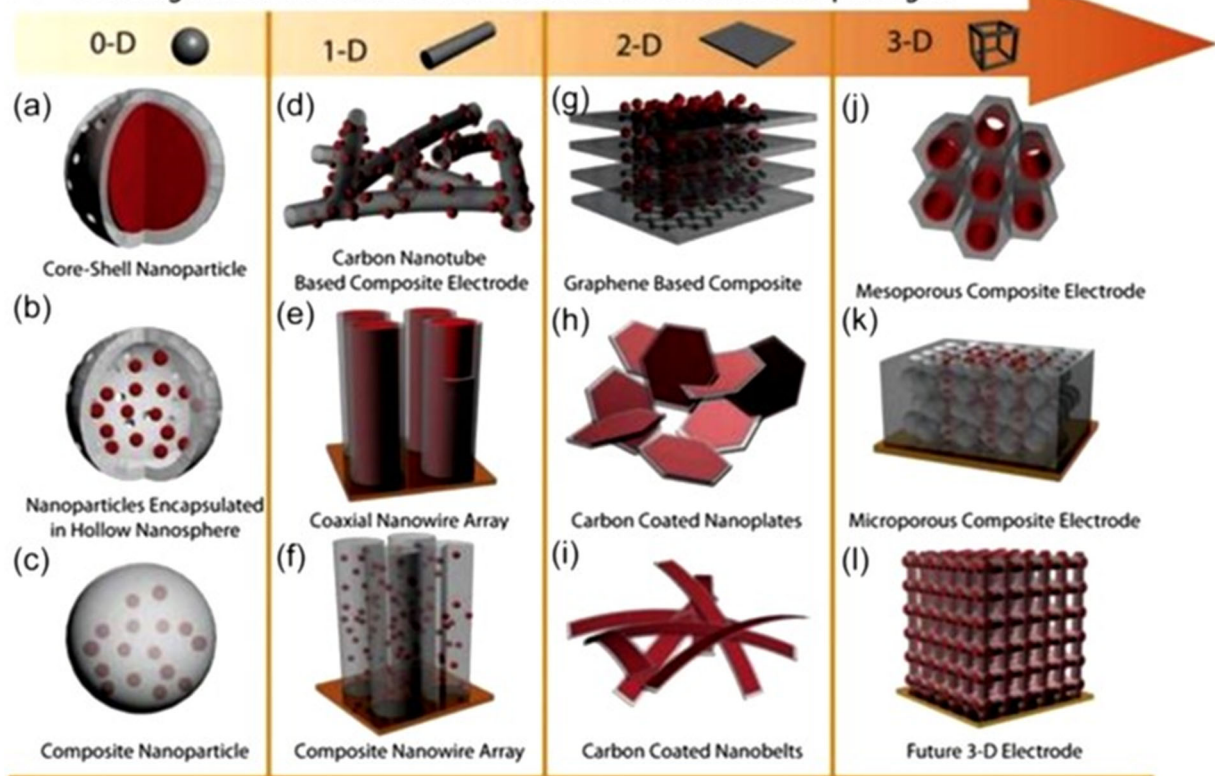 0-D
1-D
2-D
3-D
(a)
Core-Shell Nanoparticle
(b)
Nanoparticles Encapsulated
in Hollow Nanosphere
(c)
Composite Nanoparticle
(d)
Carbon Nanotube
Based Composite Electrode
(e)
Coaxial Nanowire Array
(f)
Composite Nanowire Array
(g)
Graphene Based Composite
(h)
Carbon Coated Nanoplates
(i)
Carbon Coated Nanobelts
(j)
Mesoporous Composite Electrode
(k)
Microporous Composite Electrode
(l)
Future 3-D Electrode